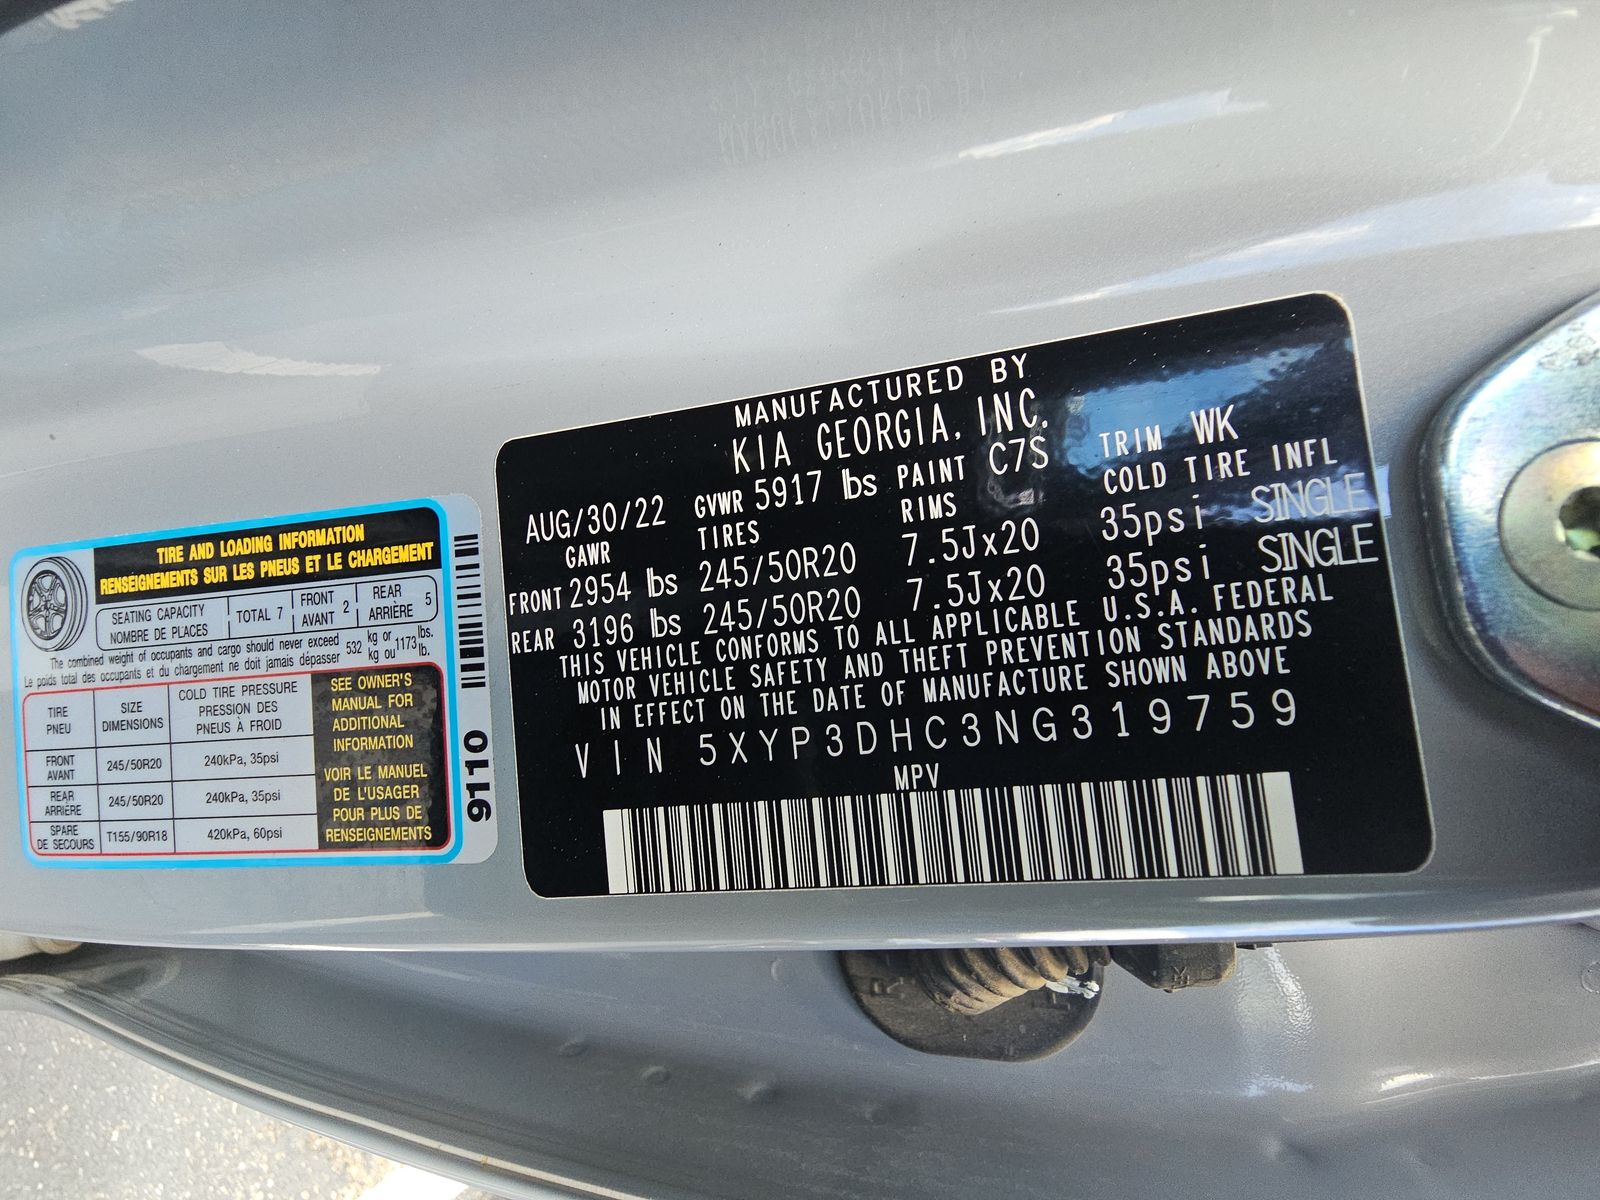 TIRE AND LOADING INFORMATION
RENSEIGNEMENTS SUR LES PNEUS ET LE CHARGEMENT
SEATING CAPACITY
NOMBRE DE PLACES
TOTAL 7
FRONT
AVANT 2
REAR
ARRIÈRE 5
The combined weight of occupants and cargo should never exceed 532 kg or 1173 lbs.
Le poids total des occupants et du chargement ne doit jamais dépasser 532 kg ou 1173 lb.
TIRE
PNEU
SIZE
DIMENSIONS
COLD TIRE PRESSURE
PRESSION DES
PNEUS À FROID
FRONT
AVANT
245/50R20
240kPa, 35psi
REAR
ARRIÈRE
245/50R20
240kPa, 35psi
SPARE
DE SECOURS
T155/90R18
420kPa, 60psi
SEE OWNER'S
MANUAL FOR
ADDITIONAL
INFORMATION
VOIR LE MANUEL
DE L'USAGER
POUR PLUS DE
RENSEIGNEMENTS
9110
MANUFACTURED BY
KIA GEORGIA, INC.
AUG/30/22 GVWR 5917 lbs PAINT C7S TRIM WK
GAWR TIRES RIMS COLD TIRE INFL
FRONT 2954 lbs 245/50R20 7.5Jx20 35psi SINGLE
REAR 3196 lbs 245/50R20 7.5Jx20 35psi SINGLE
THIS VEHICLE CONFORMS TO ALL APPLICABLE U.S.A. FEDERAL
MOTOR VEHICLE SAFETY AND THEFT PREVENTION STANDARDS
IN EFFECT ON THE DATE OF MANUFACTURE SHOWN ABOVE
VIN 5XYP3DHC3NG319759
MPV